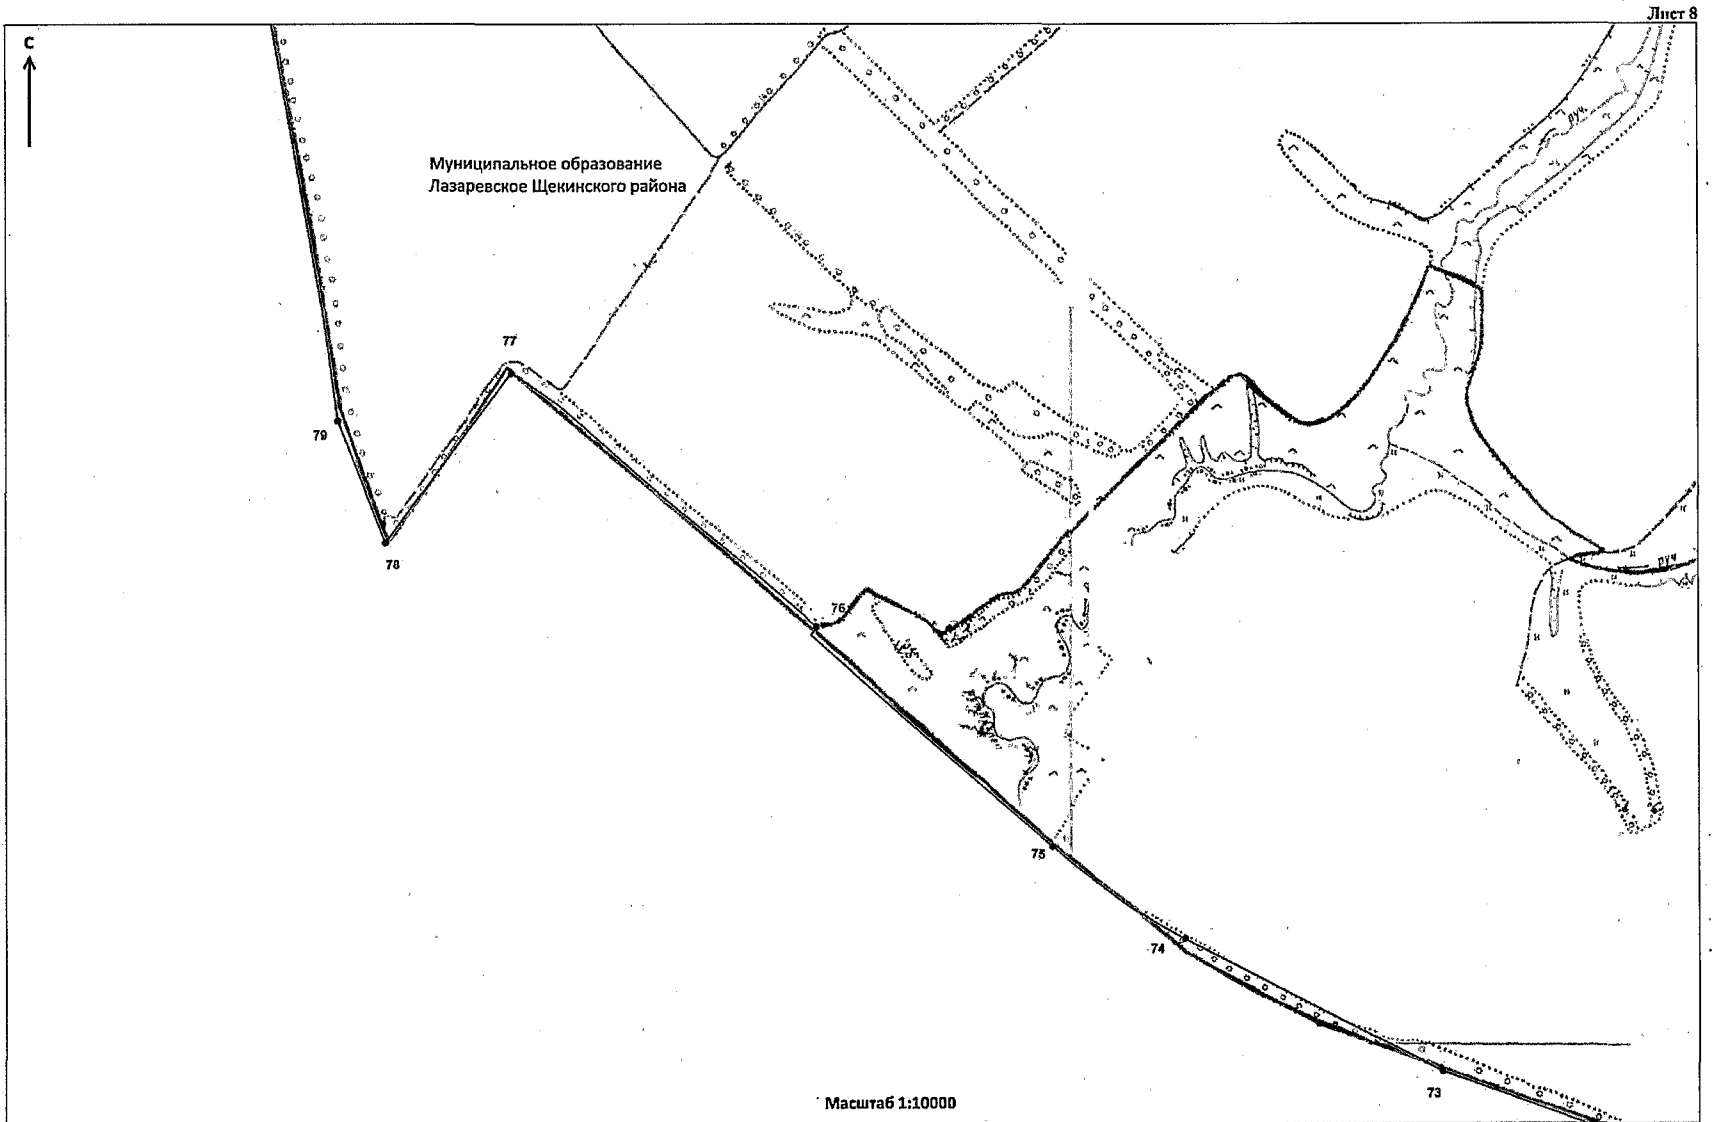 Лист 8
С
Муниципальное образование
Лазаревское Щекинского района
руч.
77
79
78
76
руч
75
74
73
Масштаб 1:10000